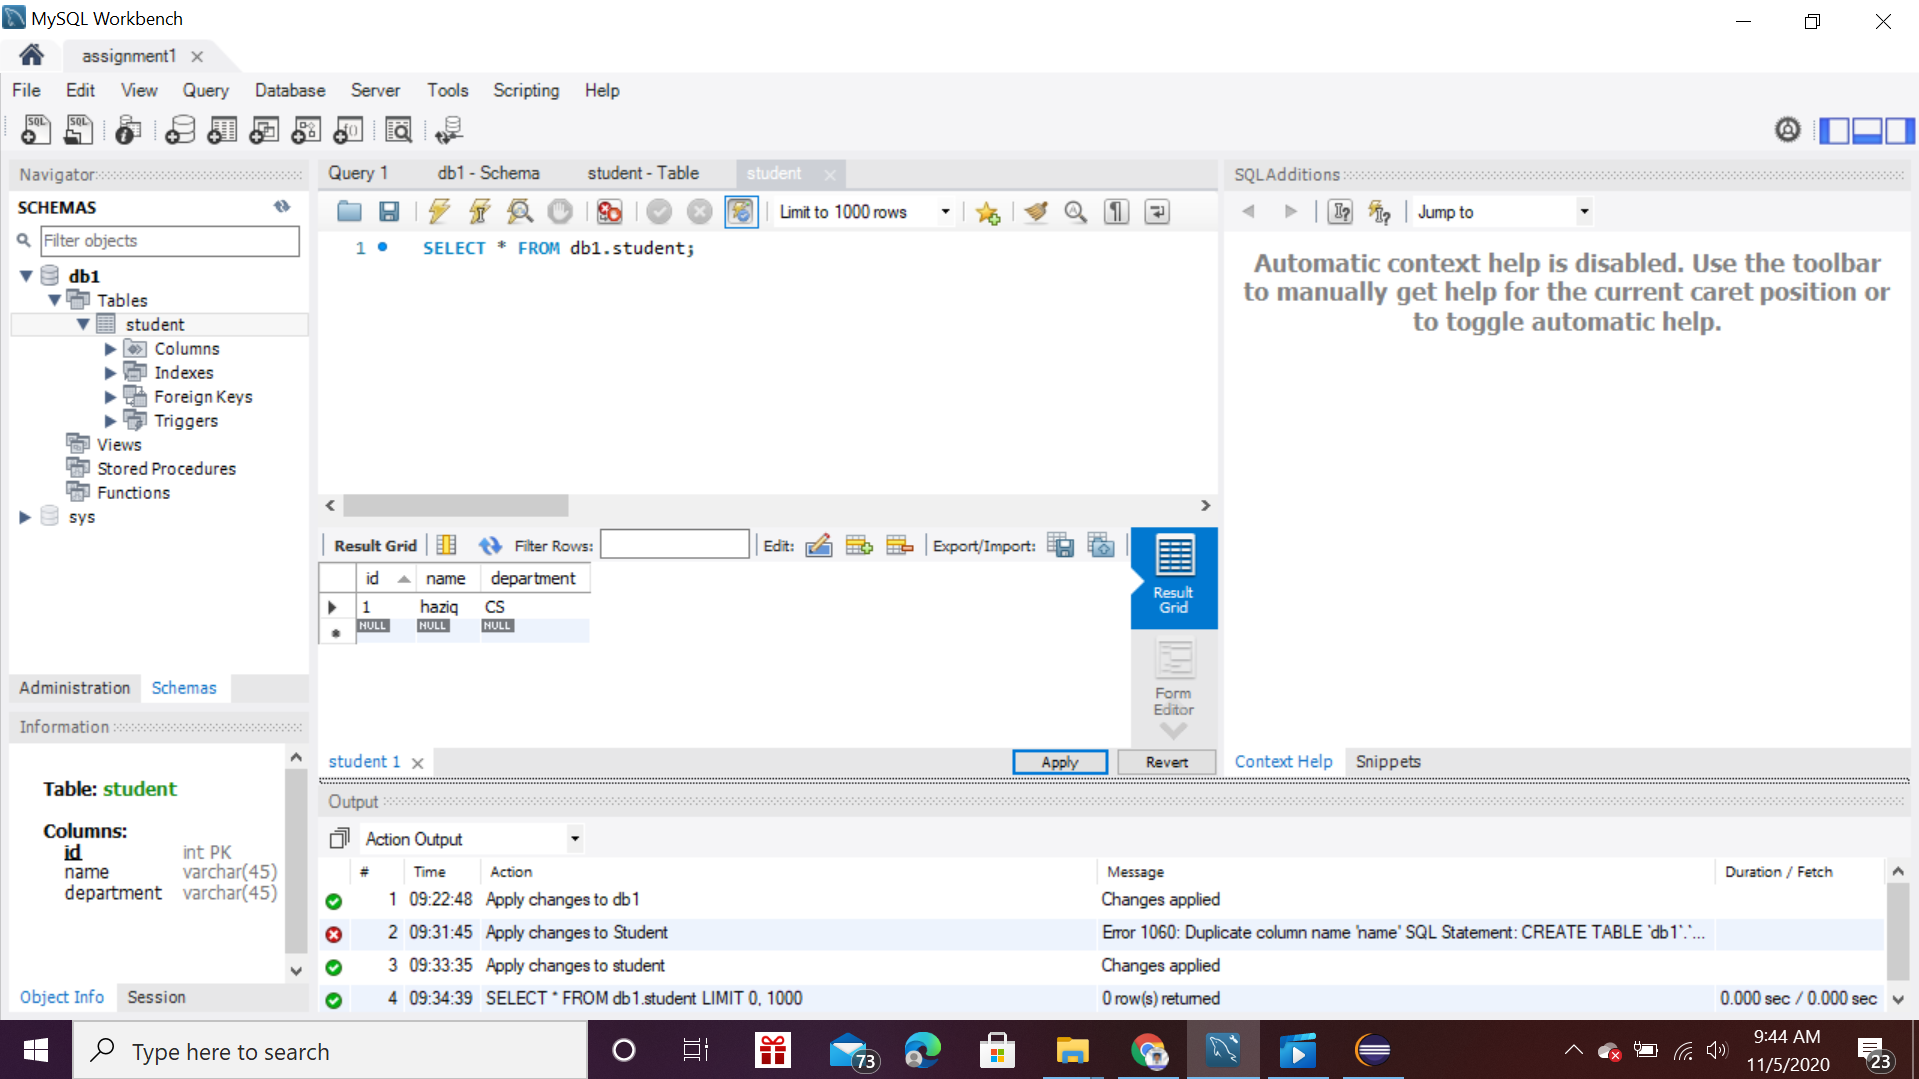 MySQL Workbench
assignment1
File Edit View Query Database Server Tools Scripting Help
Navigator
SCHEMAS
Filter objects
db1
Tables
student
Columns
Indexes
Foreign Keys
Triggers
Views
Stored Procedures
Functions
sys
Administration Schemas
Information
Table: student
Columns:
id int PK
name varchar(45)
department varchar(45)
Object Info Session
Query 1 db1 - Schema student - Table student
Limit to 1000 rows
1 SELECT * FROM db1.student;
Result Grid Filter Rows: Edit: Export/Import:
id name department
1 haziq CS
NULL NULL NULL
Result
Grid
Form
Editor
student 1 Apply Revert
SQLAdditions
Jump to
Automatic context help is disabled. Use the toolbar
to manually get help for the current caret position or
to toggle automatic help.
Context Help Snippets
Output
Action Output
# Time Action Message Duration / Fetch
1 09:22:48 Apply changes to db1 Changes applied
2 09:31:45 Apply changes to Student Error 1060: Duplicate column name 'name' SQL Statement: CREATE TABLE `db1`.`...
3 09:33:35 Apply changes to student Changes applied
4 09:34:39 SELECT * FROM db1.student LIMIT 0, 1000 0 row(s) returned 0.000 sec / 0.000 sec
Type here to search
73
9:44 AM
11/5/2020
23